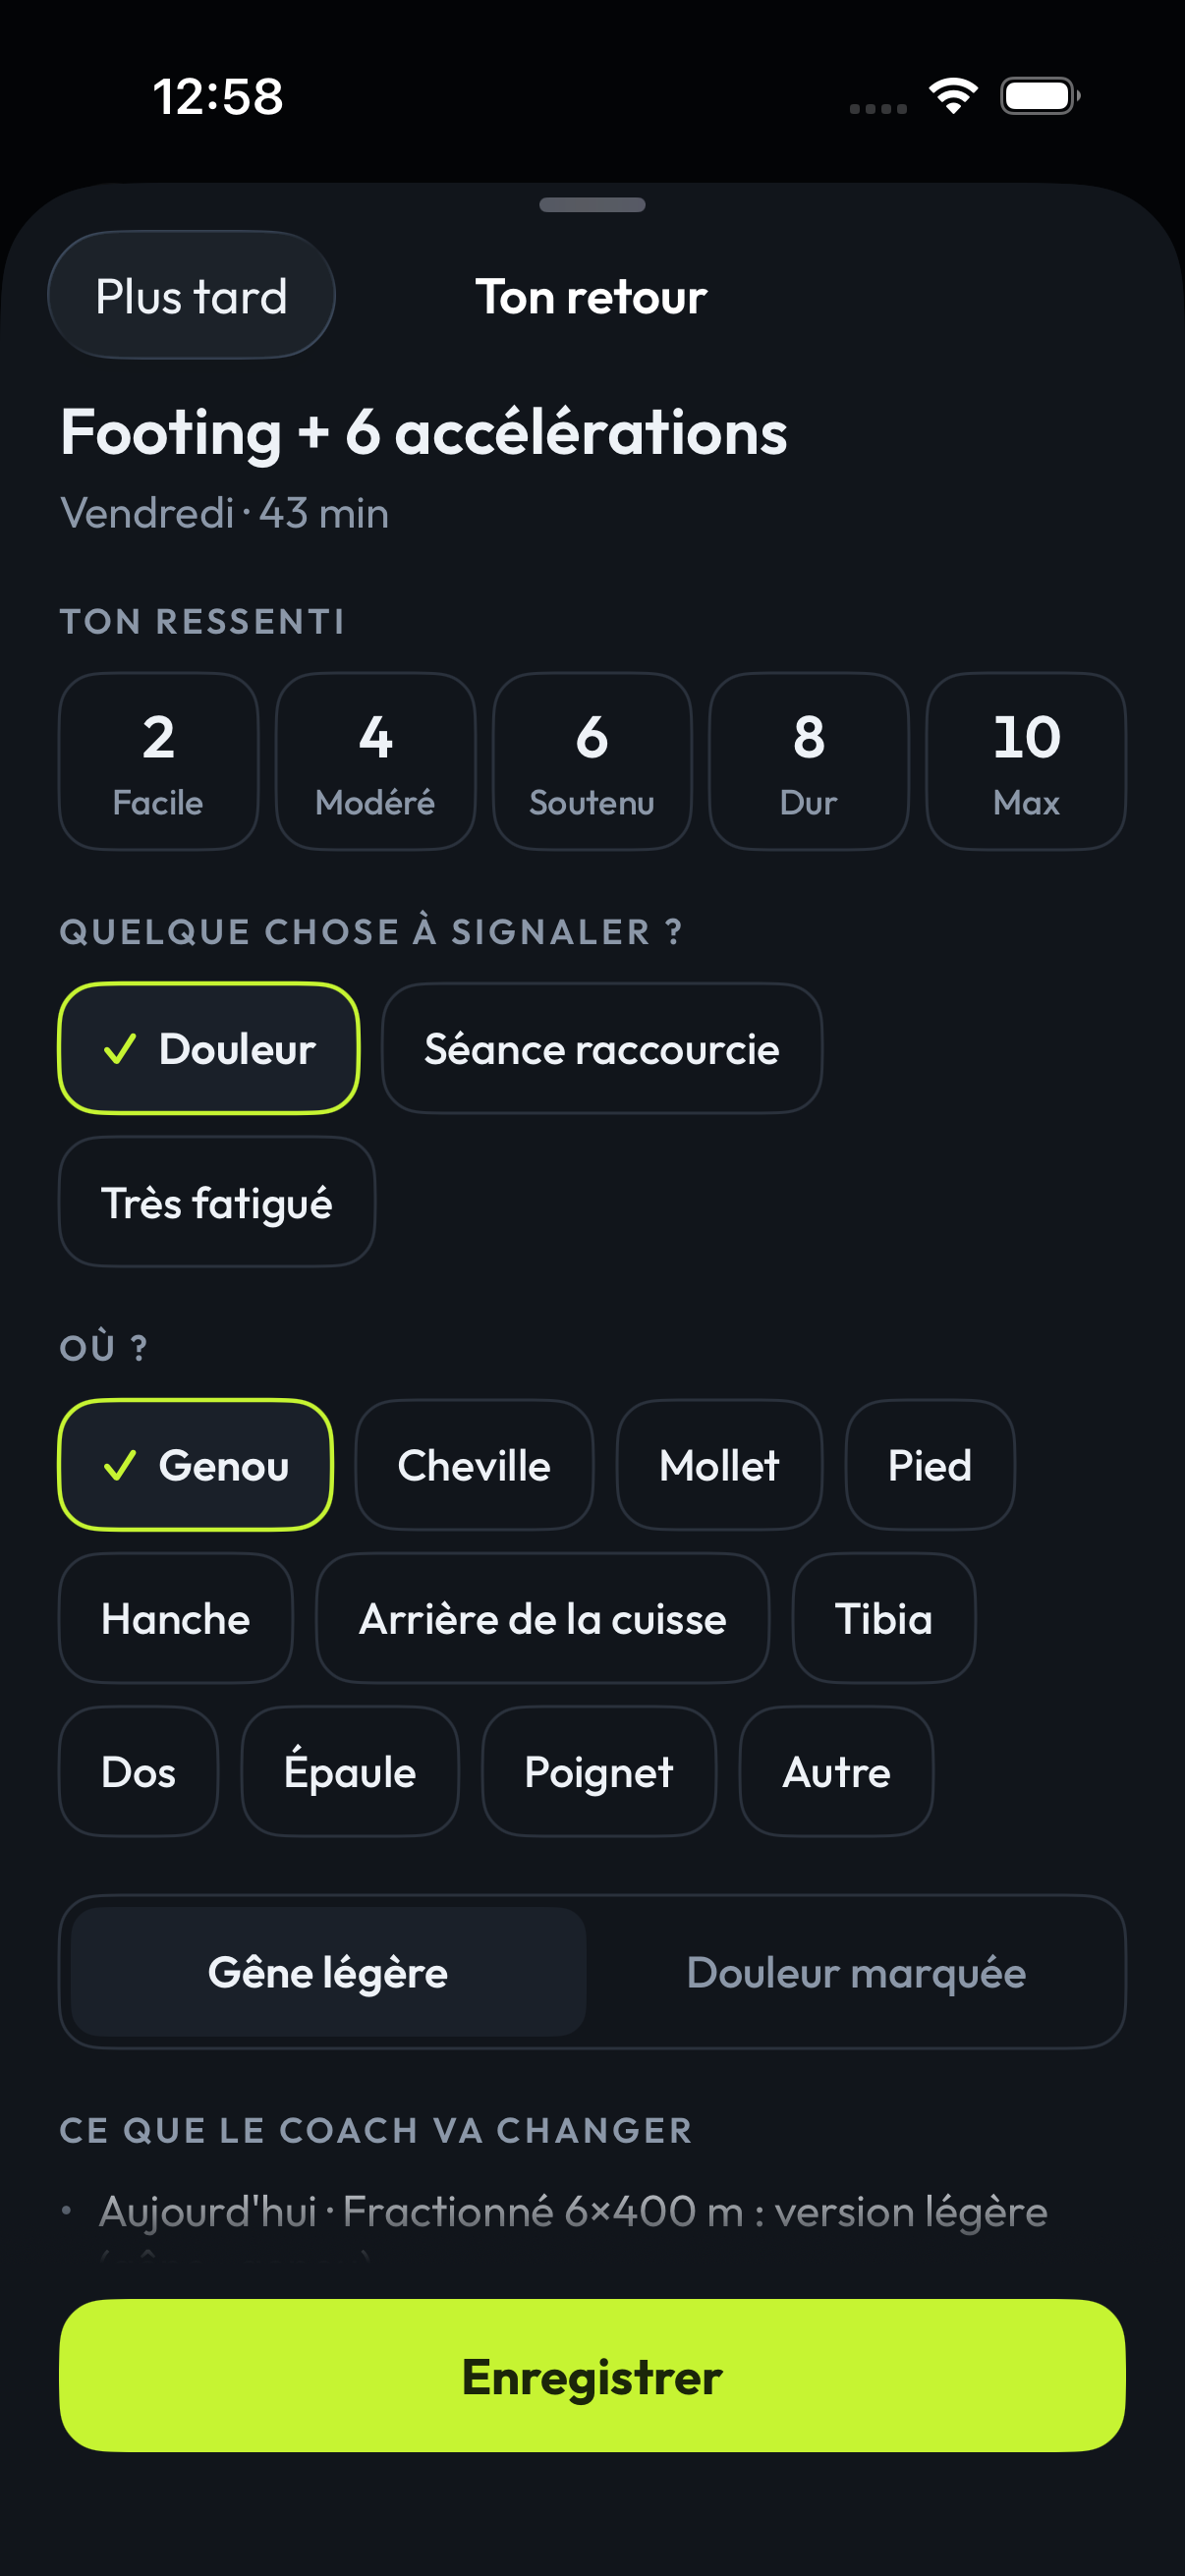 12:58
Plus tard
Ton retour
Footing + 6 accélérations
Vendredi · 43 min
TON RESSENTI
2 4 6 8 10
Facile Modéré Soutenu Dur Max
QUELQUE CHOSE À SIGNALER ?
Douleur Séance raccourcie
Très fatigué
OÙ ?
Genou Cheville Mollet Pied
Hanche Arrière de la cuisse Tibia
Dos Épaule Poignet Autre
Gêne légère Douleur marquée
CE QUE LE COACH VA CHANGER
• Aujourd'hui · Fractionné 6×400 m : version légère
Enregistrer